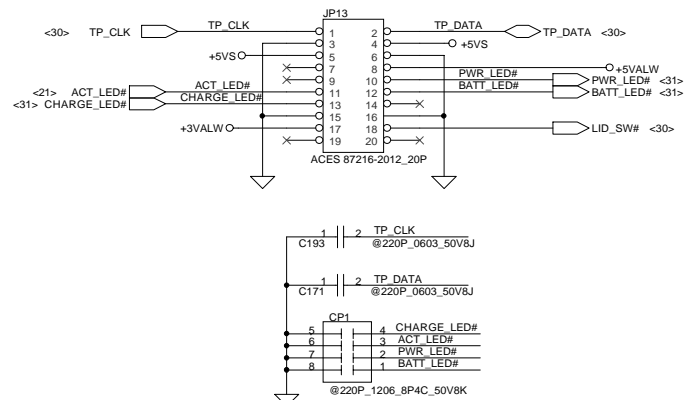 JP13
<30> TP_CLK TP_CLK 1 2 TP_DATA TP_DATA <30>
3 4 +5VS
+5VS 5 6
7 8 +5VALW
9 10 PWR_LED# PWR_LED# <31>
<21> ACT_LED# ACT_LED# 11 12 BATT_LED# BATT_LED# <31>
<31> CHARGE_LED# CHARGE_LED# 13 14
15 16
+3VALW 17 18 LID_SW# <30>
19 20
ACES 87216-2012_20P
1 2 TP_CLK
C193 @220P_0603_50V8J
1 2 TP_DATA
C171 @220P_0603_50V8J
CP1
5 4 CHARGE_LED#
6 3 ACT_LED#
7 2 PWR_LED#
8 1 BATT_LED#
@220P_1206_8P4C_50V8K